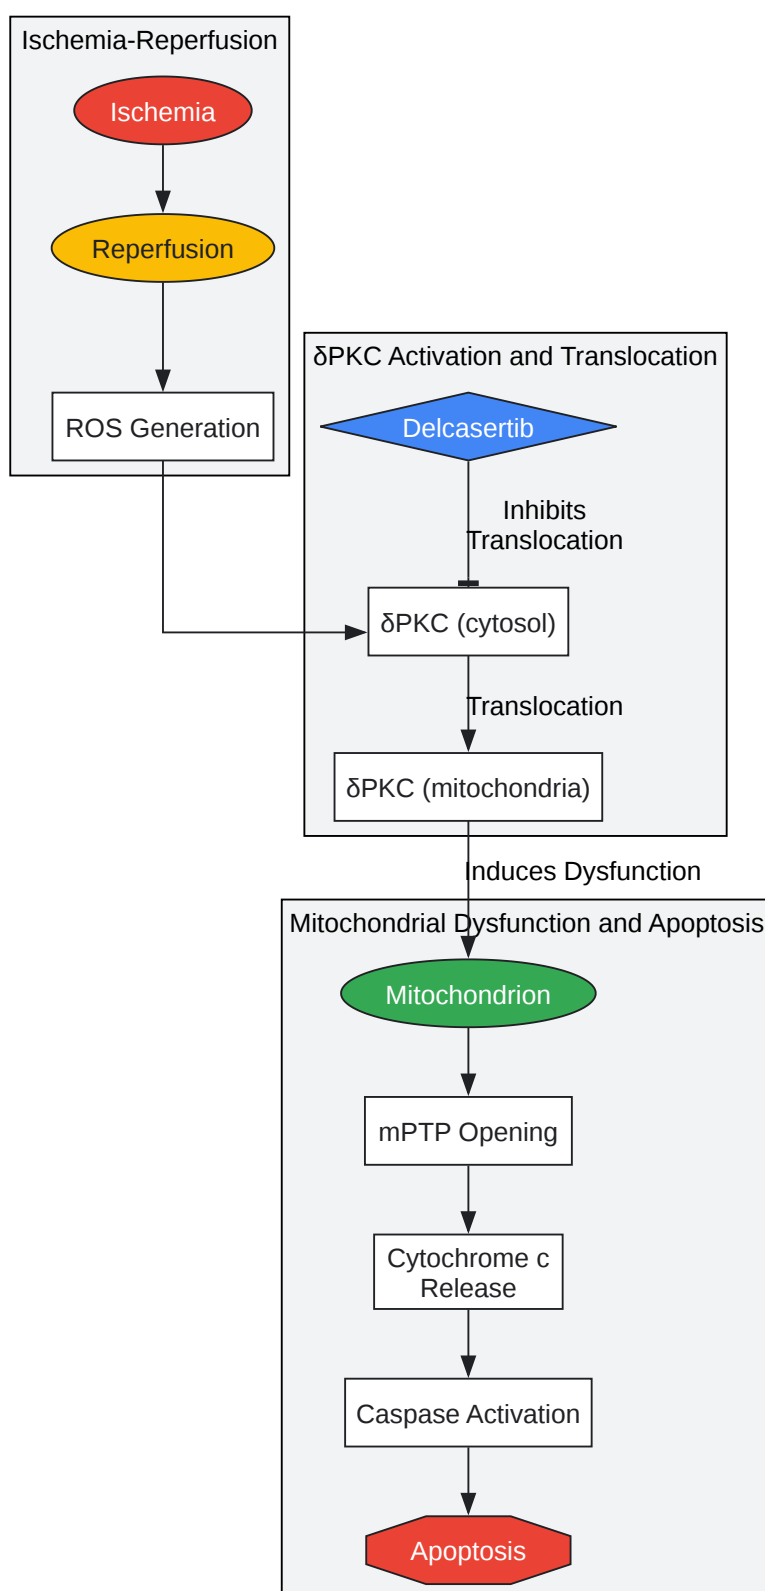 Ischemia-Reperfusion
Ischemia
Reperfusion
ROS Generation
δPKC Activation and Translocation
Delcasertib
Inhibits
Translocation
δPKC (cytosol)
Translocation
δPKC (mitochondria)
Induces Dysfunction
Mitochondrial Dysfunction and Apoptosis
Mitochondrion
mPTP Opening
Cytochrome c
Release
Caspase Activation
Apoptosis